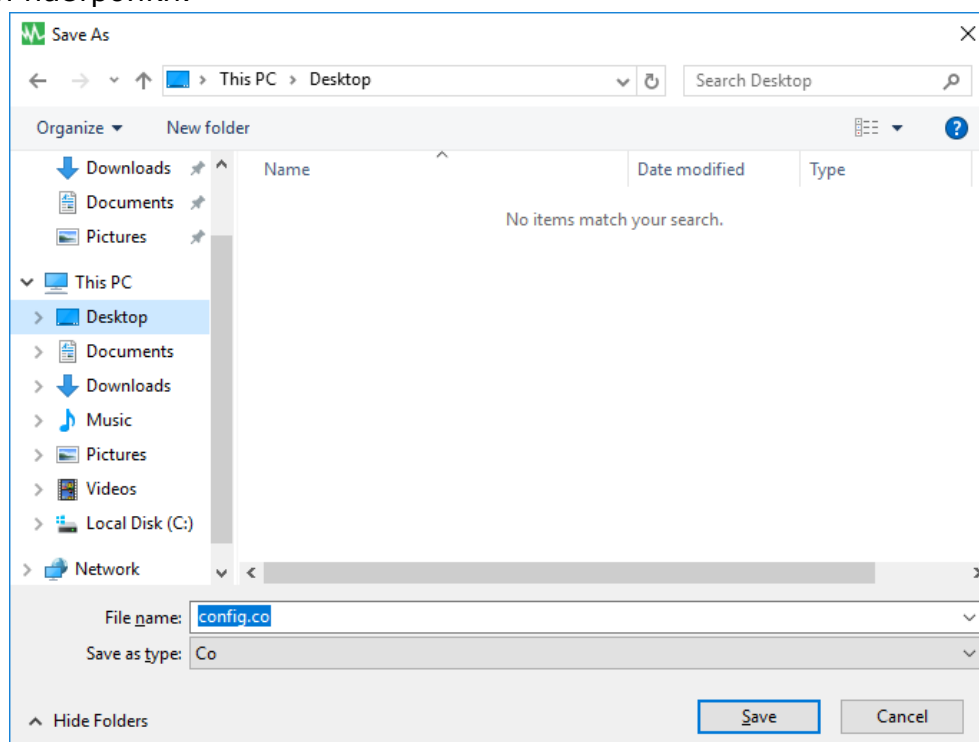 Save As
This PC > Desktop
Search Desktop
Organize
New folder
Name
Date modified
Type
Downloads
Documents
Pictures
No items match your search.
This PC
Desktop
Documents
Downloads
Music
Pictures
Videos
Local Disk (C:)
Network
File name: config.co
Save as type: Co
Hide Folders
Save
Cancel